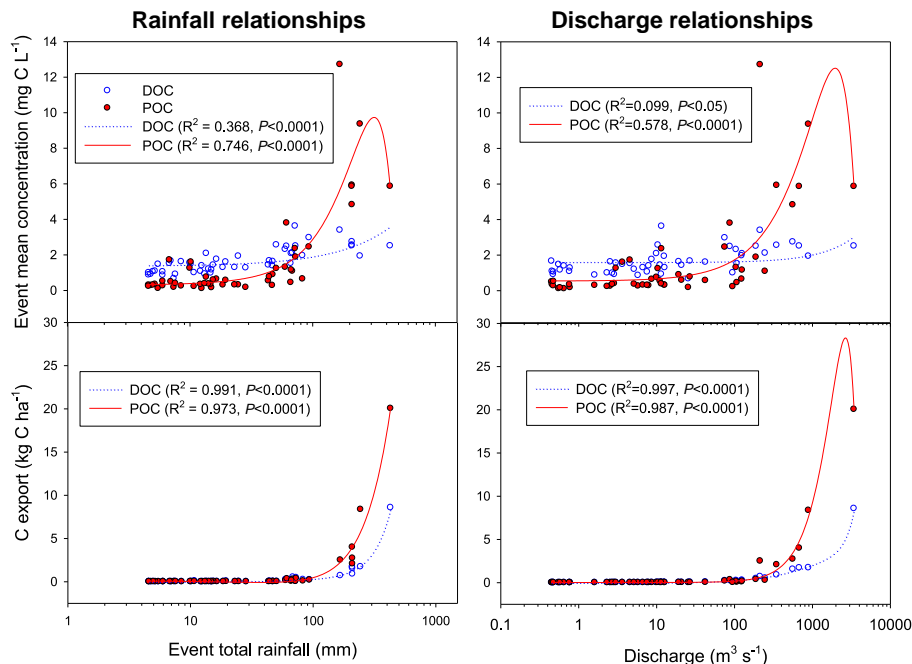 Rainfall relationships
Discharge relationships
Event mean concentration (mg C L⁻¹)
14
12
10
8
6
4
2
0
DOC
POC
DOC (R² = 0.368, P<0.0001)
POC (R² = 0.746, P<0.0001)
DOC (R²=0.099, P<0.05)
POC (R²=0.578, P<0.0001)
C export (kg C ha⁻¹)
30
25
20
15
10
5
0
DOC (R² = 0.991, P<0.0001)
POC (R² = 0.973, P<0.0001)
DOC (R²=0.997, P<0.0001)
POC (R²=0.987, P<0.0001)
1 10 100 1000
0.1 1 10 100 1000 10000
Event total rainfall (mm)
Discharge (m³ s⁻¹)